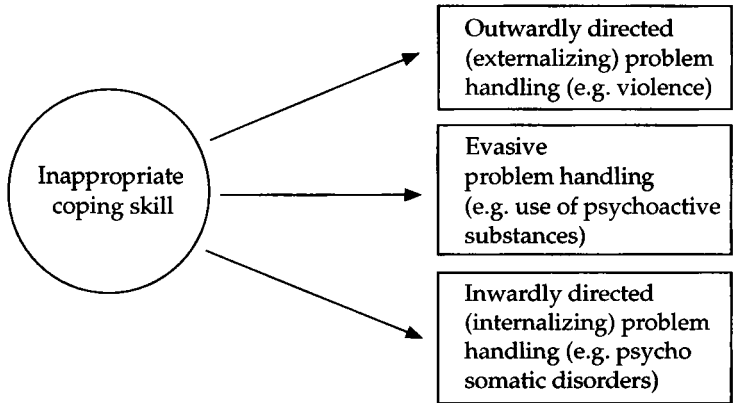 Inappropriate
coping skill
Outwardly directed
(externalizing) problem
handling (e.g. violence)
Evasive
problem handling
(e.g. use of psychoactive
substances)
Inwardly directed
(internalizing) problem
handling (e.g. psycho
somatic disorders)